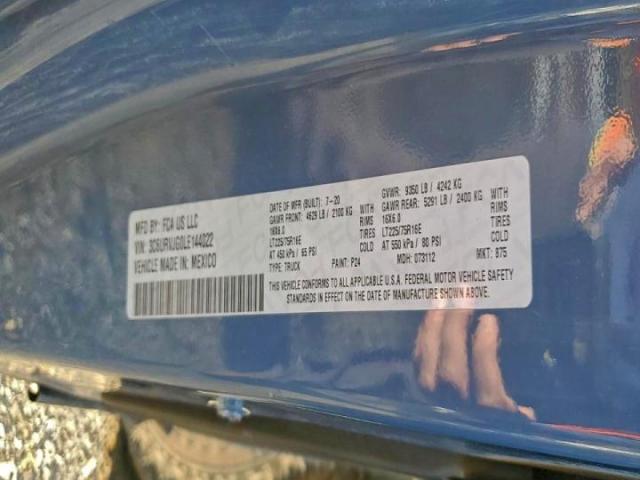 MFD BY: FCA US LLC
VIN: 3C6URVJG0LE144022
VEHICLE MADE IN: MEXICO
DATE OF MFR (BUILT): 7-20
GAWR FRONT 4629 LB / 2100 KG
16X6.0 RIMS
LT225/75R16E TIRES
AT 450 kPa / 65 PSI COLD
TYPE: TRUCK PAINT: P24
GVWR: 9350 LB / 4242 KG
GAWR REAR: 5291 LB / 2400 KG
16X6.0 RIMS
LT225/75R16E TIRES
AT 550 kPa / 80 PSI COLD
MDH: 073112 MKT: 875
THIS VEHICLE CONFORMS TO ALL APPLICABLE U.S.A. FEDERAL MOTOR VEHICLE SAFETY
STANDARDS IN EFFECT ON THE DATE OF MANUFACTURE SHOWN ABOVE.